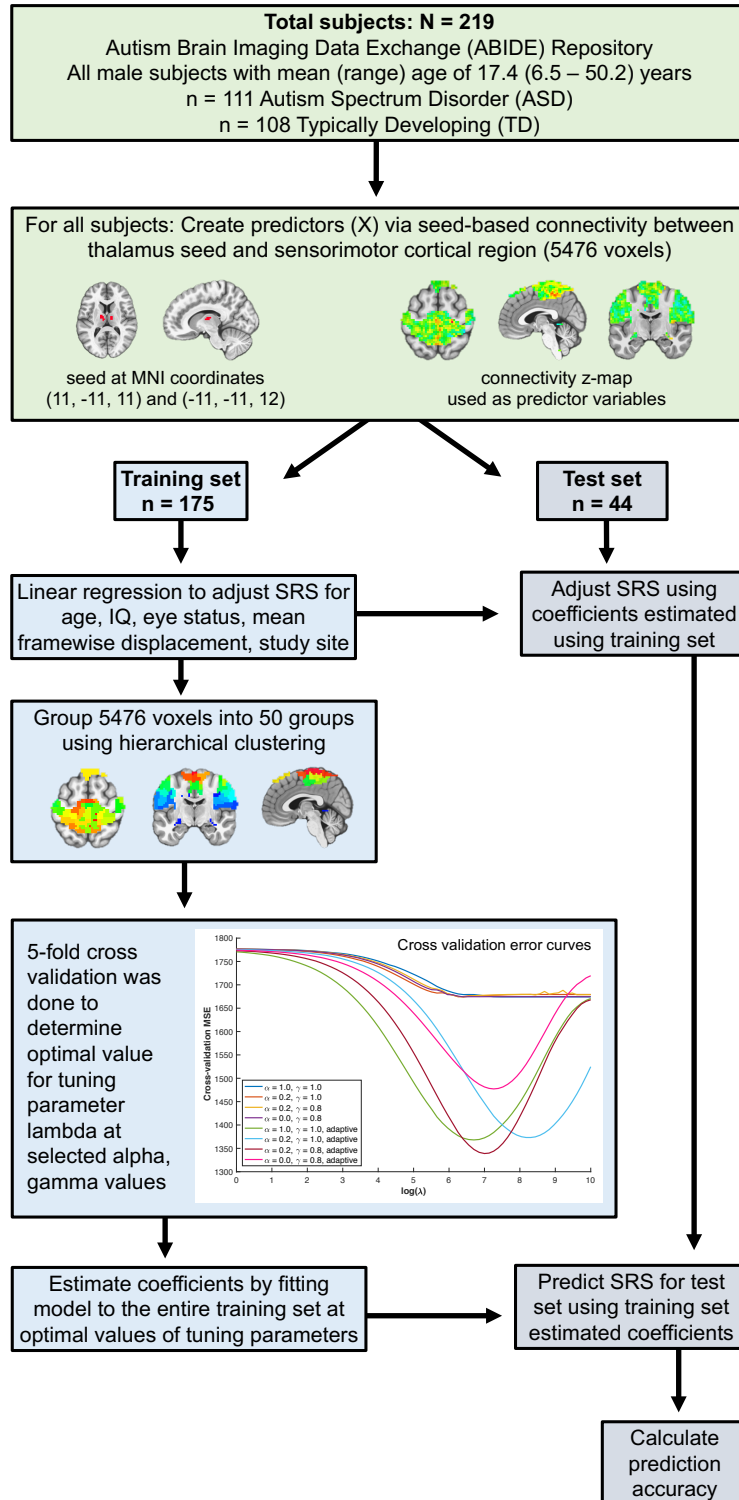 Total subjects: N = 219
Autism Brain Imaging Data Exchange (ABIDE) Repository
All male subjects with mean (range) age of 17.4 (6.5 – 50.2) years
n = 111 Autism Spectrum Disorder (ASD)
n = 108 Typically Developing (TD)
For all subjects: Create predictors (X) via seed-based connectivity between
thalamus seed and sensorimotor cortical region (5476 voxels)
seed at MNI coordinates
(11, -11, 11) and (-11, -11, 12)
connectivity z-map
used as predictor variables
Training set
n = 175
Test set
n = 44
Linear regression to adjust SRS for
age, IQ, eye status, mean
framewise displacement, study site
Adjust SRS using
coefficients estimated
using training set
Group 5476 voxels into 50 groups
using hierarchical clustering
5-fold cross
validation was
done to
determine
optimal value
for tuning
parameter
lambda at
selected alpha,
gamma values
Cross validation error curves
Cross-validation MSE
1800
1750
1700
1650
1600
1550
1500
1450
1400
1350
1300
α = 1.0, γ = 1.0
α = 0.2, γ = 1.0
α = 0.2, γ = 0.8
α = 0.0, γ = 0.8
α = 1.0, γ = 1.0, adaptive
α = 0.2, γ = 1.0, adaptive
α = 0.2, γ = 0.8, adaptive
α = 0.0, γ = 0.8, adaptive
0 1 2 3 4 5 6 7 8 9 10
log(λ)
Estimate coefficients by fitting
model to the entire training set at
optimal values of tuning parameters
Predict SRS for test
set using training set
estimated coefficients
Calculate
prediction
accuracy